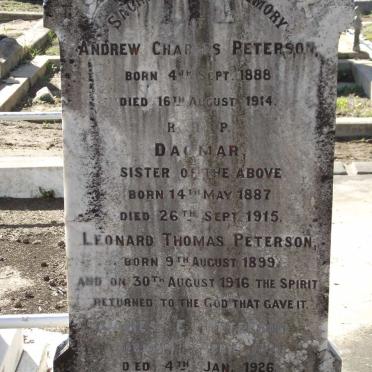 MEMORY
ANDREW CHARLES PETERSON,
BORN 4TH SEPT. 1888
DIED 16TH AUGUST 1914.
R I P
DAGMAR
SISTER OF THE ABOVE
BORN 14TH MAY 1887
DIED 26TH SEPT. 1915.
LEONARD THOMAS PETERSON,
BORN 9TH AUGUST 1899
AND ON 30TH AUGUST 1916 THE SPIRIT
RETURNED TO THE GOD THAT GAVE IT.
DIED 4TH JAN. 1926